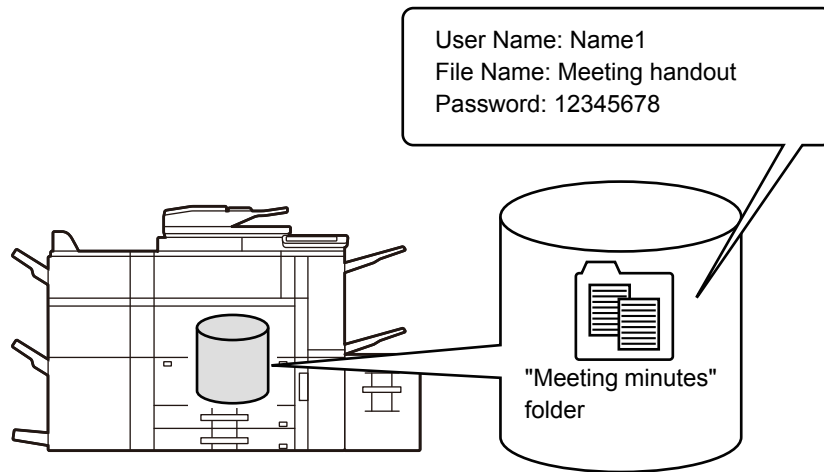 User Name: Name1
File Name: Meeting handout
Password: 12345678
"Meeting minutes"
folder